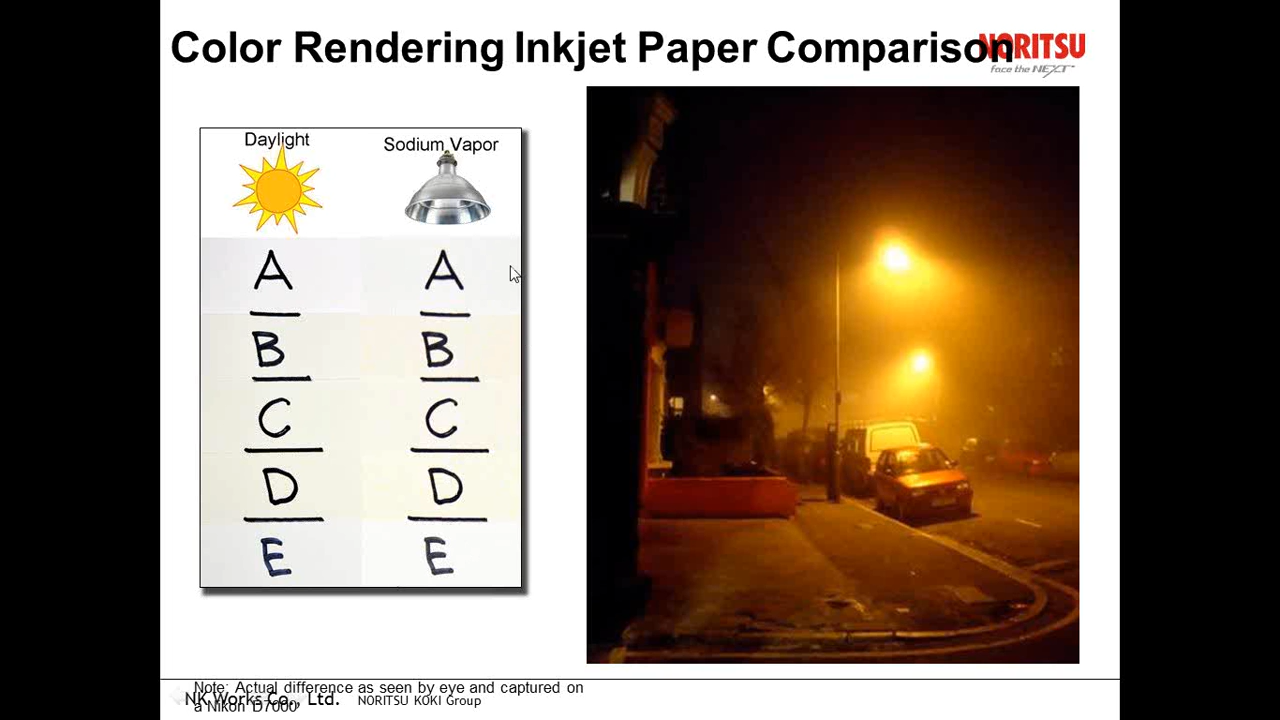 Color Rendering Inkjet Paper Comparison
NORITSU
face the NEXT
Daylight
Sodium Vapor
A A
B B
C C
D D
E E
Note: Actual difference as seen by eye and captured on
a Nikon D7000
NK Works Co., Ltd. NORITSU KOKI Group